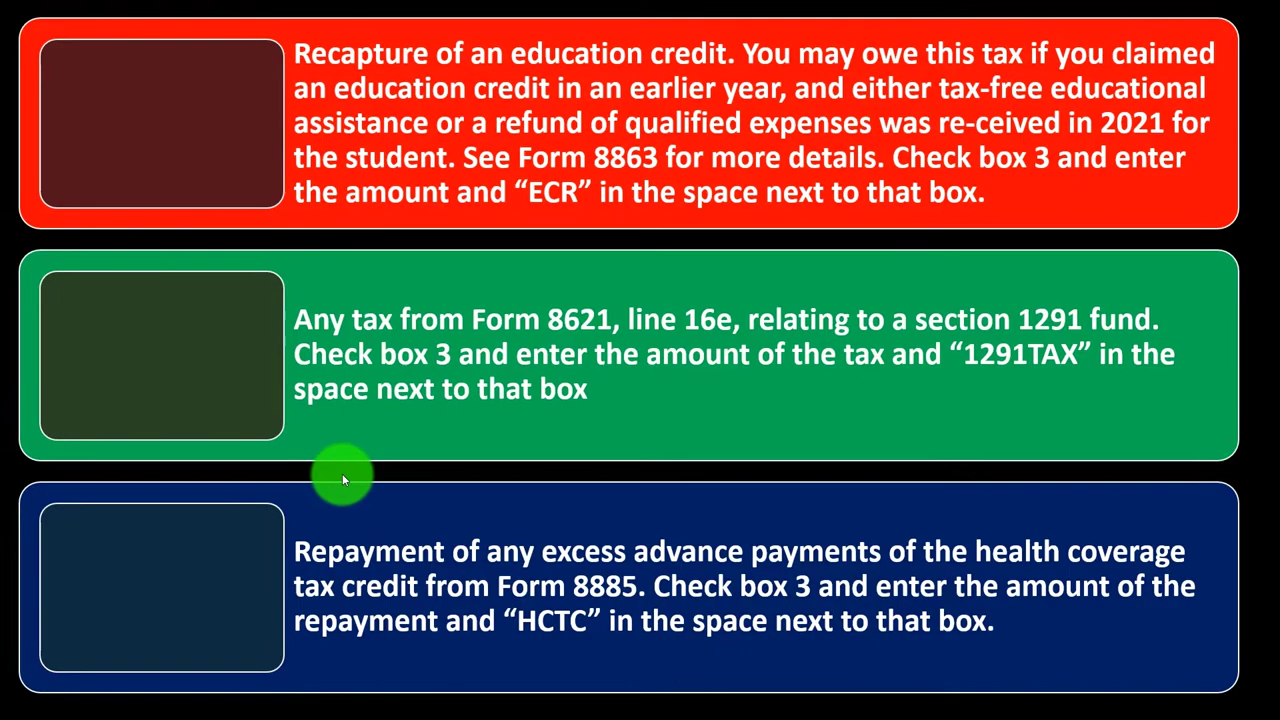 Recapture of an education credit. You may owe this tax if you claimed
an education credit in an earlier year, and either tax-free educational
assistance or a refund of qualified expenses was re-ceived in 2021 for
the student. See Form 8863 for more details. Check box 3 and enter
the amount and “ECR” in the space next to that box.
Any tax from Form 8621, line 16e, relating to a section 1291 fund.
Check box 3 and enter the amount of the tax and “1291TAX” in the
space next to that box
Repayment of any excess advance payments of the health coverage
tax credit from Form 8885. Check box 3 and enter the amount of the
repayment and “HCTC” in the space next to that box.